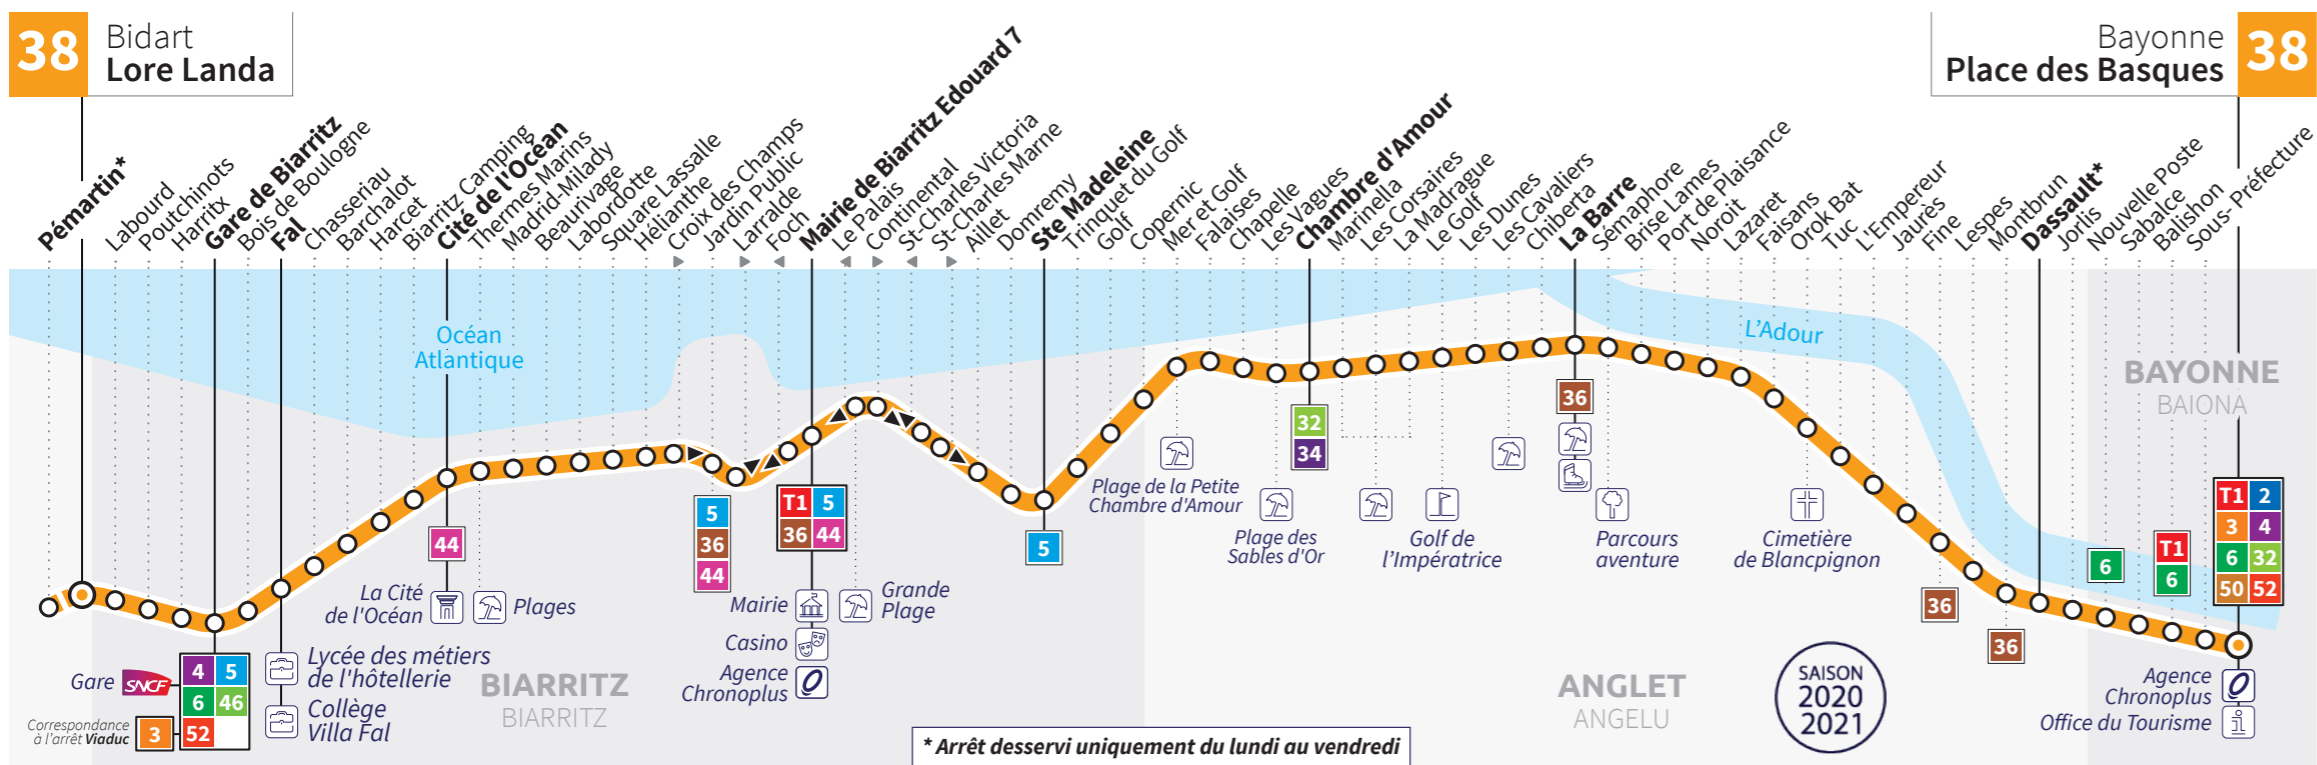 38
Bidart
Lore Landa
Bayonne
Place des Basques
38
Pémartin*
Labourd
Poutchinots
Harritx
Gare de Biarritz
Bois de Boulogne
Fal
Chasseriau
Barchalot
Harcet
Biarritz Camping
Cité de l'Océan
Thermes Marins
Madrid-Milady
Beaurivage
Labordotte
Square Lassalle
Hélianthe
Croix des Champs
Jardin Public
Larralde
Foch
Mairie de Biarritz Edouard 7
Le Palais
Continental
St-Charles Victoria
St-Charles Marne
Aillet
Domremy
Ste Madeleine
Trinquet du Golf
Golf
Copernic
Mer et Golf
Falaises
Chapelle
Les Vagues
Chambre d'Amour
Marinella
Les Corsaires
La Madrague
Le Golf
Les Dunes
Les Cavaliers
Chiberta
La Barre
Sémaphore
Brise Lames
Port de Plaisance
Noroit
Lazaret
Faisans
Orok Bat
Tuc
L'Empereur
Jaurès
Fine
Lespes
Montbrun
Dassault*
Jorlis
Nouvelle Poste
Sabalce
Balishon
Sous- Préfecture
Océan
Atlantique
L'Adour
BAYONNE
BAIONA
36
32
34
Plage de la Petite
Chambre d'Amour
Plage des
Sables d'Or
Golf de
l'Impératrice
Parcours
aventure
Cimetière
de Blancpignon
44
5
36
44
T1 5
36 44
5
6
T1
6
T1 2
3 4
6 32
50 52
La Cité
de l'Océan
Plages
Mairie
Casino
Agence
Chronoplus
Grande
Plage
36
36
Gare
SNCF
4 5
6 46
52
Correspondance
à l'arrêt Viaduc
3
Lycée des métiers
de l'hôtellerie
Collège
Villa Fal
BIARRITZ
BIARRITZ
ANGLET
ANGELU
SAISON
2020
2021
Agence
Chronoplus
Office du Tourisme
* Arrêt desservi uniquement du lundi au vendredi